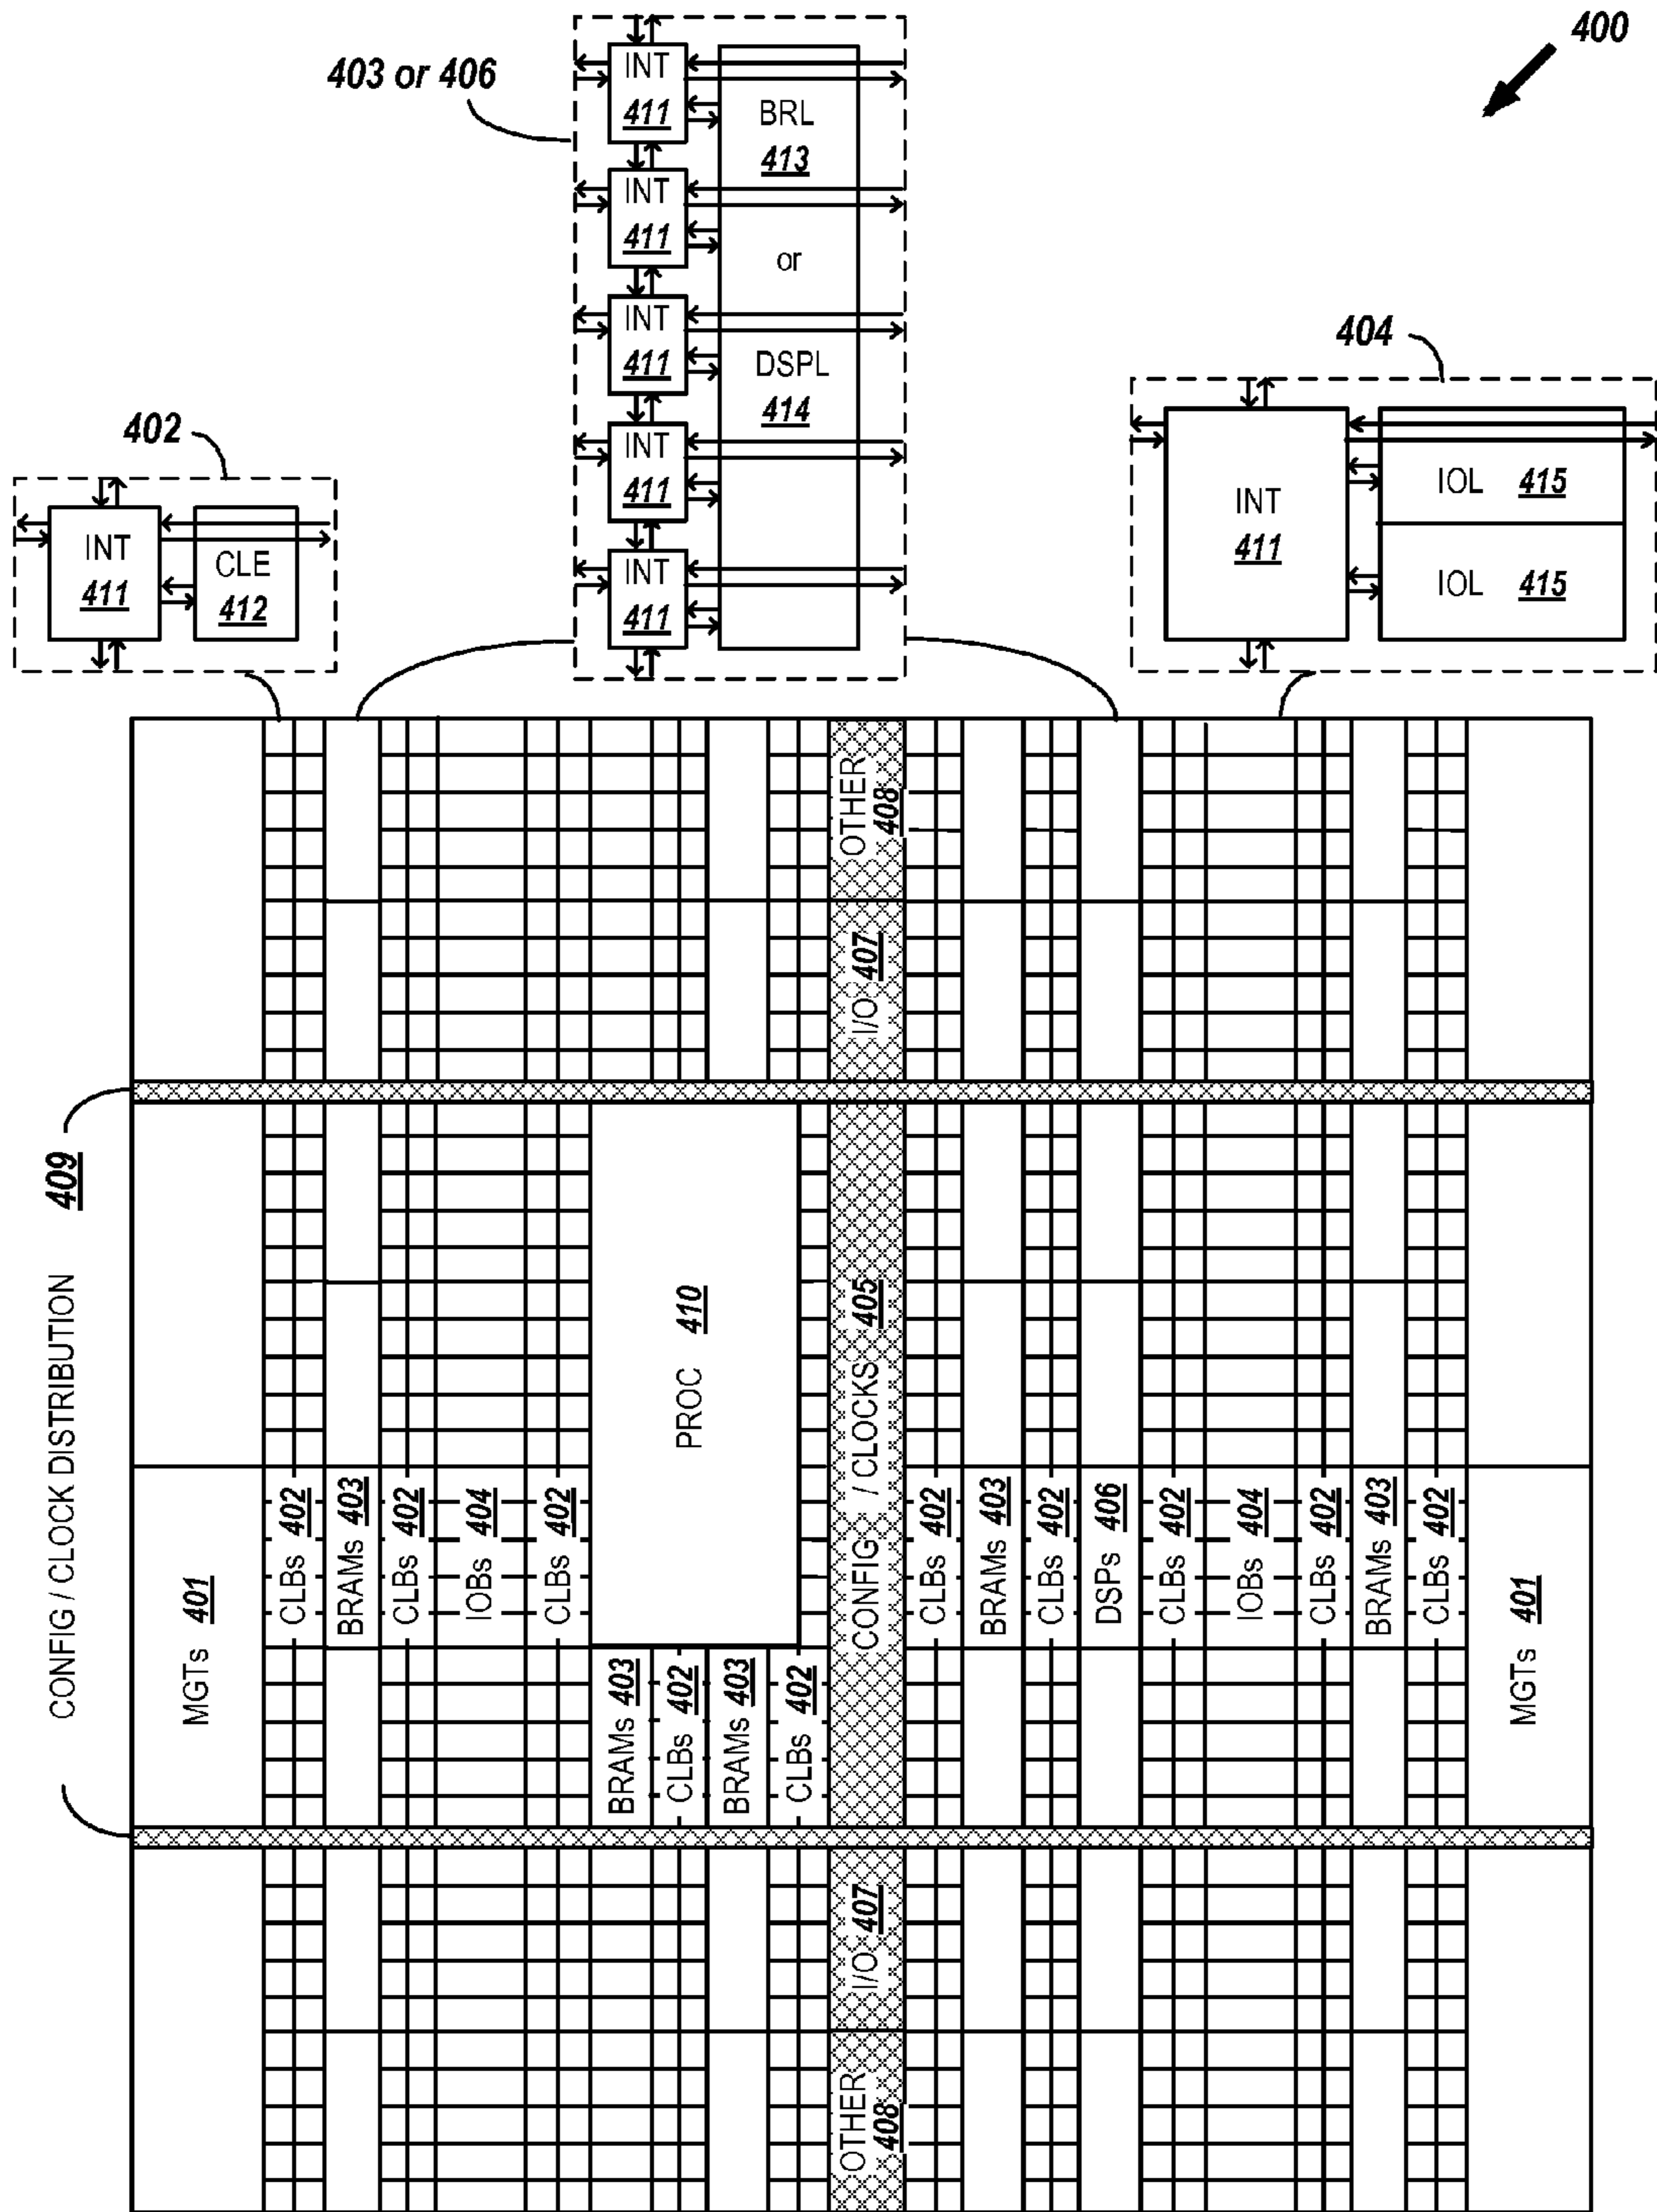 400
403 or 406
INT
411
INT
411
INT
411
INT
411
INT
411
BRL
413
or
DSPL
414
404
INT
411
IOL 415
IOL 415
402
INT
411
CLE
412
CONFIG / CLOCK DISTRIBUTION 409
OTHER
408
I/O 407
PROC 410
CONFIG / CLOCKS 405
MGTs 401
CLBs 402
BRAMs 403
CLBs 402
IOBs 404
CLBs 402
BRAMs 403
CLBs 402
BRAMs 403
CLBs 402
CLBs 402
BRAMs 403
CLBs 402
DSPs 406
CLBs 402
IOBs 404
CLBs 402
BRAMs 403
CLBs 402
MGTs 401
I/O 407
OTHER
408